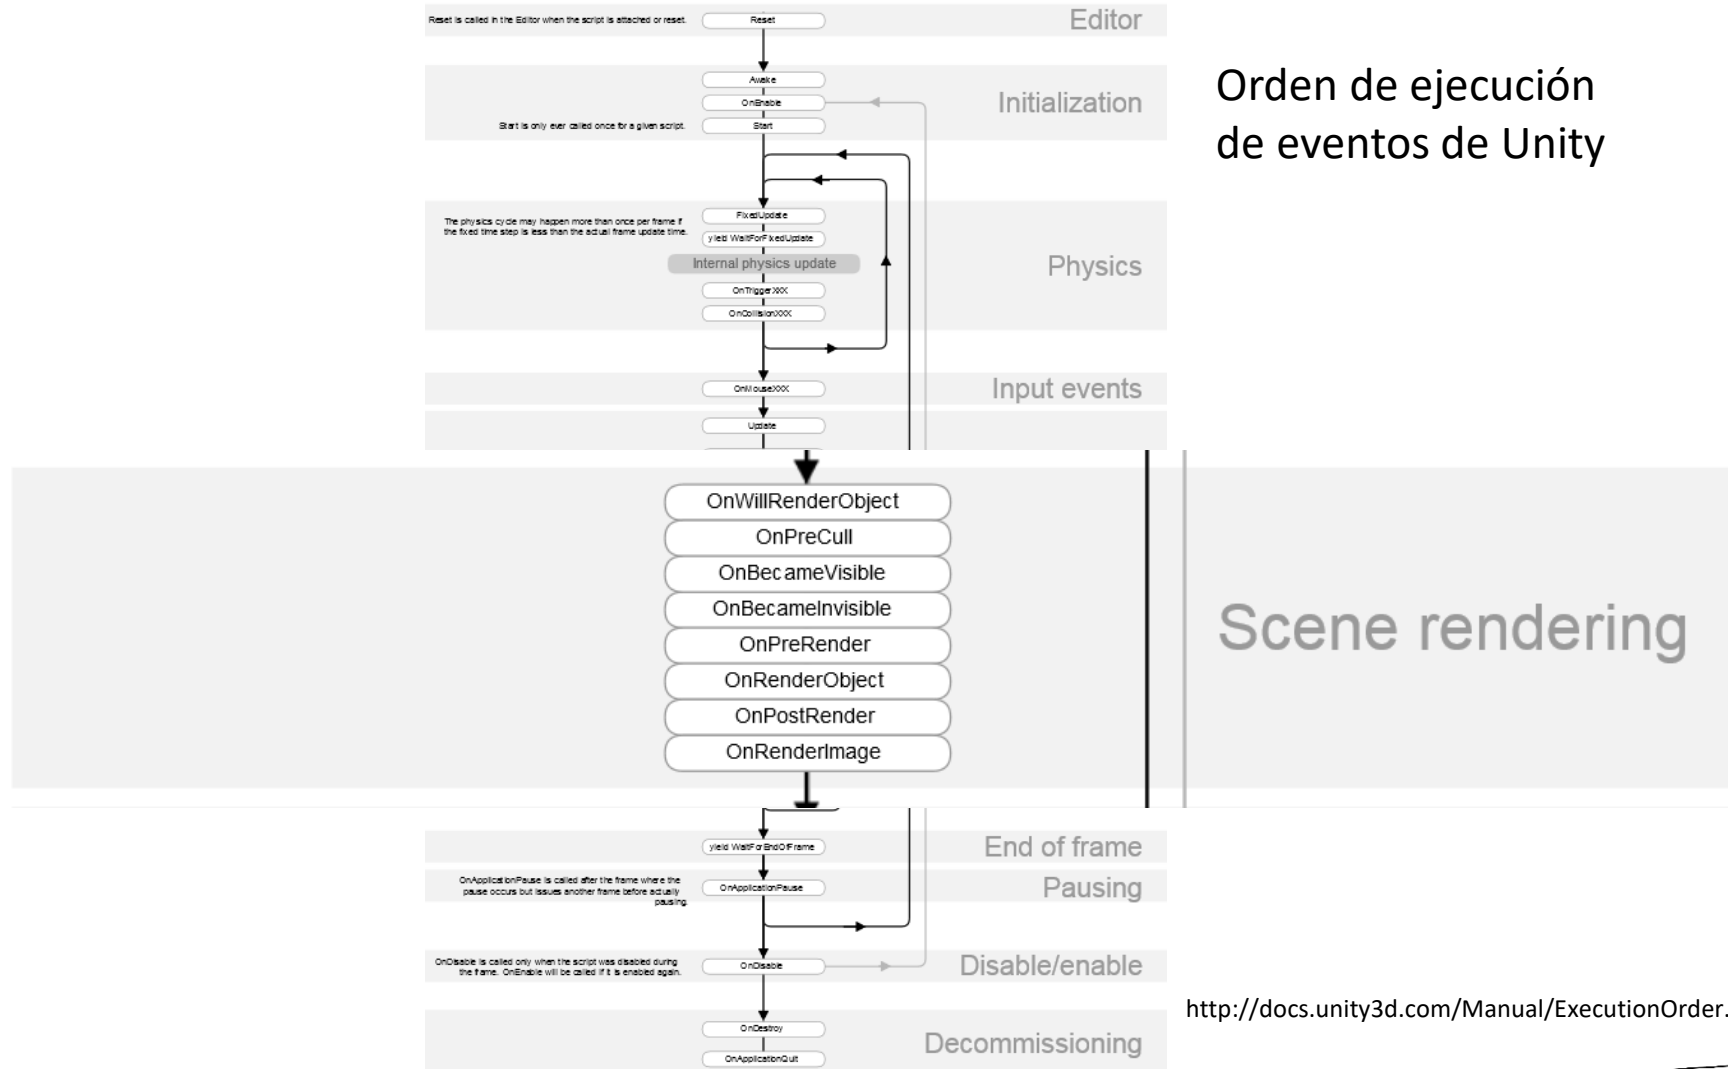 Reset is called in the Editor when the script is attached or reset.
Reset
Editor
Orden de ejecución
de eventos de Unity
Awake
OnEnable
Initialization
Start is only ever called once for a given script.
Start
The physics cycle may happen more than once per frame if
the fixed time step is less than the actual frame update time.
FixedUpdate
yield WaitForFixedUpdate
Internal physics update
Physics
OnTriggerXXX
OnCollisionXXX
OnMouseXXX
Input events
Update
OnWillRenderObject
OnPreCull
OnBecameVisible
OnBecameInvisible
OnPreRender
OnRenderObject
OnPostRender
OnRenderImage
Scene rendering
yield WaitForEndOfFrame
End of frame
OnApplicationPause is called after the frame where the
pause occurs but issues another frame before actually
pausing.
OnApplicationPause
Pausing
OnDisable is called only when the script was disabled during
the frame. OnEnable will be called if it is enabled again.
OnDisable
Disable/enable
http://docs.unity3d.com/Manual/ExecutionOrder.
OnDestroy
Decommissioning
OnApplicationQuit